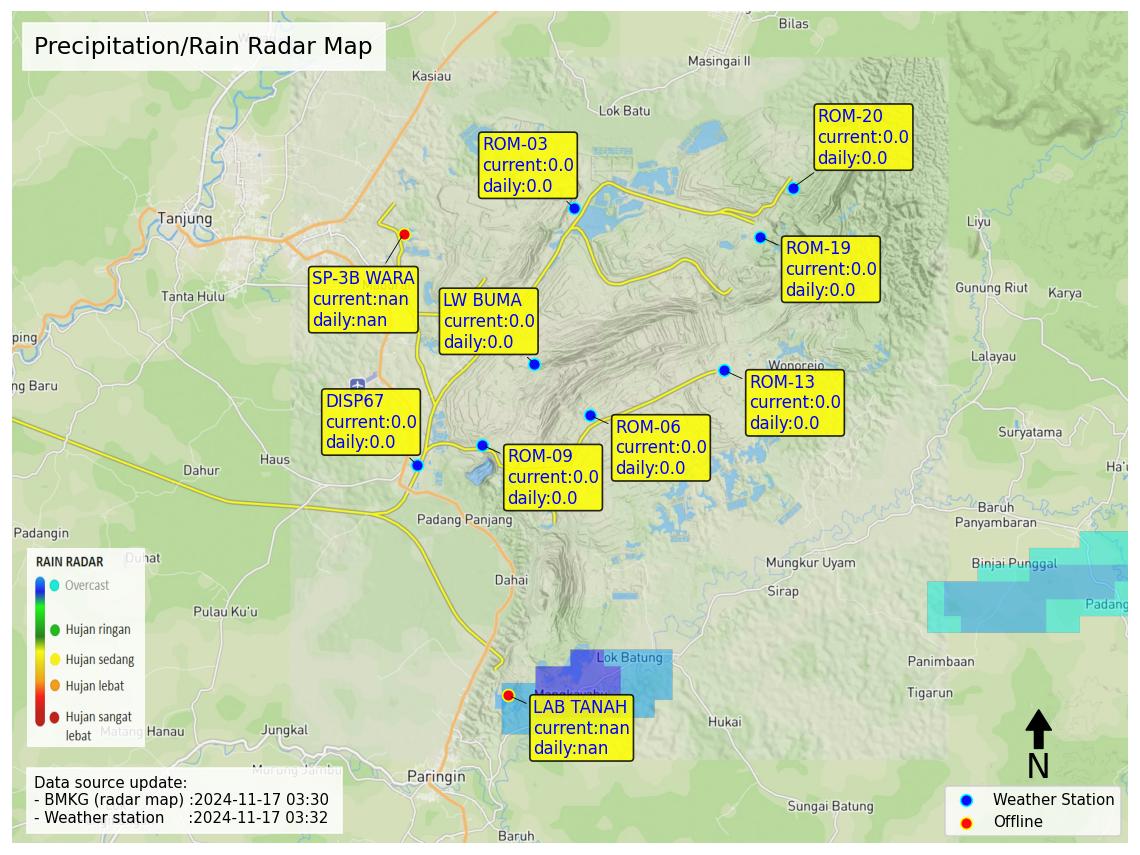 Precipitation/Rain Radar Map
Bilas
Masingai II
Kasiau
Lok Batu
ROM-20
current:0.0
daily:0.0
ROM-03
current:0.0
daily:0.0
Tanjung
Liyu
ROM-19
current:0.0
daily:0.0
SP-3B WARA
current:nan
daily:nan
LW BUMA
current:0.0
daily:0.0
Tanta Hulu
Gunung Riut
Karya
ping
Lalayau
Wonorejo
ng Baru
ROM-13
current:0.0
daily:0.0
DISP67
current:0.0
daily:0.0
ROM-06
current:0.0
daily:0.0
ROM-09
current:0.0
daily:0.0
Suryatama
Haus
Dahur
Ha'u
Baruh
Panyambaran
Padang Panjang
Padangin
Duhat
Mungkur Uyam
Binjai Punggal
Dahai
Sirap
Padang
RAIN RADAR
Overcast
Hujan ringan
Hujan sedang
Hujan lebat
Hujan sangat
lebat
Pulau Ku'u
Lok Batung
Panimbaan
Tigarun
LAB TANAH
current:nan
daily:nan
Hukai
Matang Hanau
Jungkal
Murung Jambu
Paringin
N
Data source update:
- BMKG (radar map) :2024-11-17 03:30
- Weather station :2024-11-17 03:32
Sungai Batung
Baruh
Weather Station
Offline